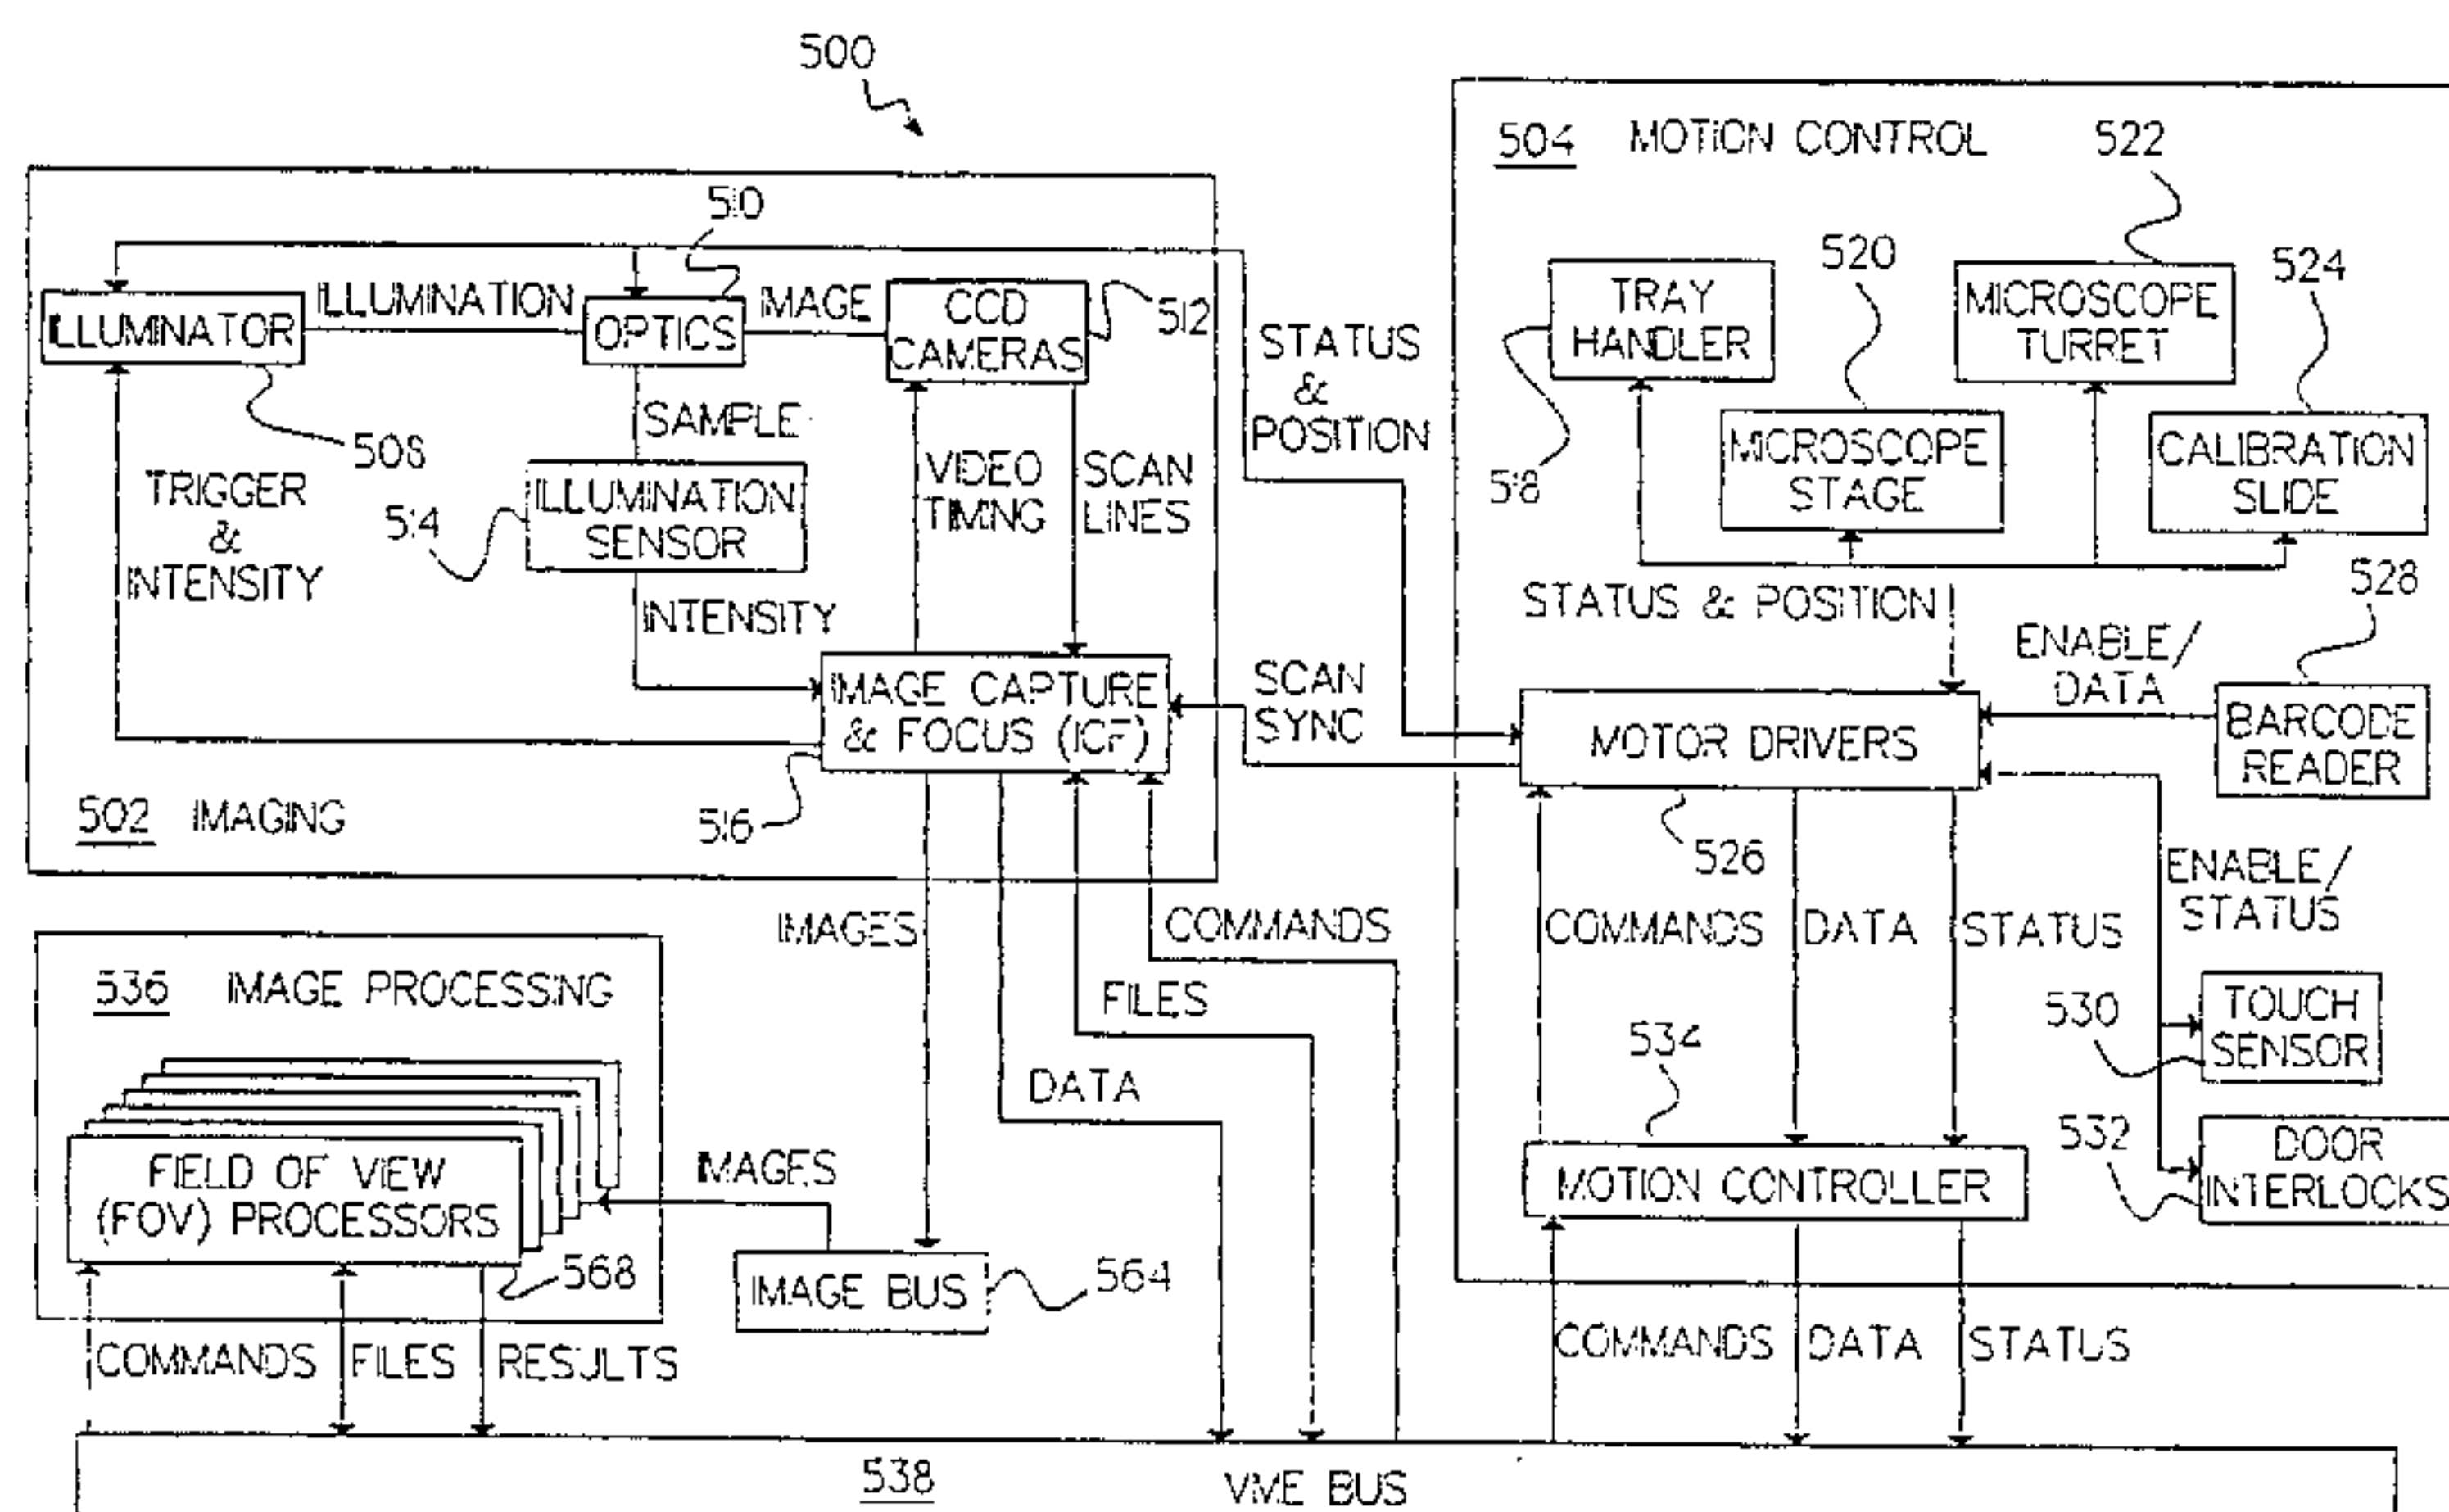 500
504 MOTION CONTROL
522
510
520
524
ILLUMINATOR
ILLUMINATION
OPTICS
IMAGE
CCD
CAMERAS
512
STATUS
&
POSITION
TRAY
HANDLER
MICROSCOPE
TURRET
508
SAMPLE
518
MICROSCOPE
STAGE
CALIBRATION
SLIDE
TRIGGER
&
INTENSITY
514
ILLUMINATION
SENSOR
VIDEO
TIMING
SCAN
LINES
INTENSITY
STATUS & POSITION
528
ENABLE/
DATA
IMAGE CAPTURE
& FOCUS (ICF)
SCAN
SYNC
MOTOR DRIVERS
BARCODE
READER
502 IMAGING
516
526
ENABLE/
STATUS
IMAGES
COMMANDS
COMMANDS
DATA
STATUS
536 IMAGE PROCESSING
FILES
530
TOUCH
SENSOR
534
DATA
532
DOOR
INTERLOCKS
FIELD OF VIEW
(FOV) PROCESSORS
IMAGES
MOTION CONTROLLER
568
IMAGE BUS
564
COMMANDS
FILES
RESULTS
COMMANDS
DATA
STATUS
538
VME BUS